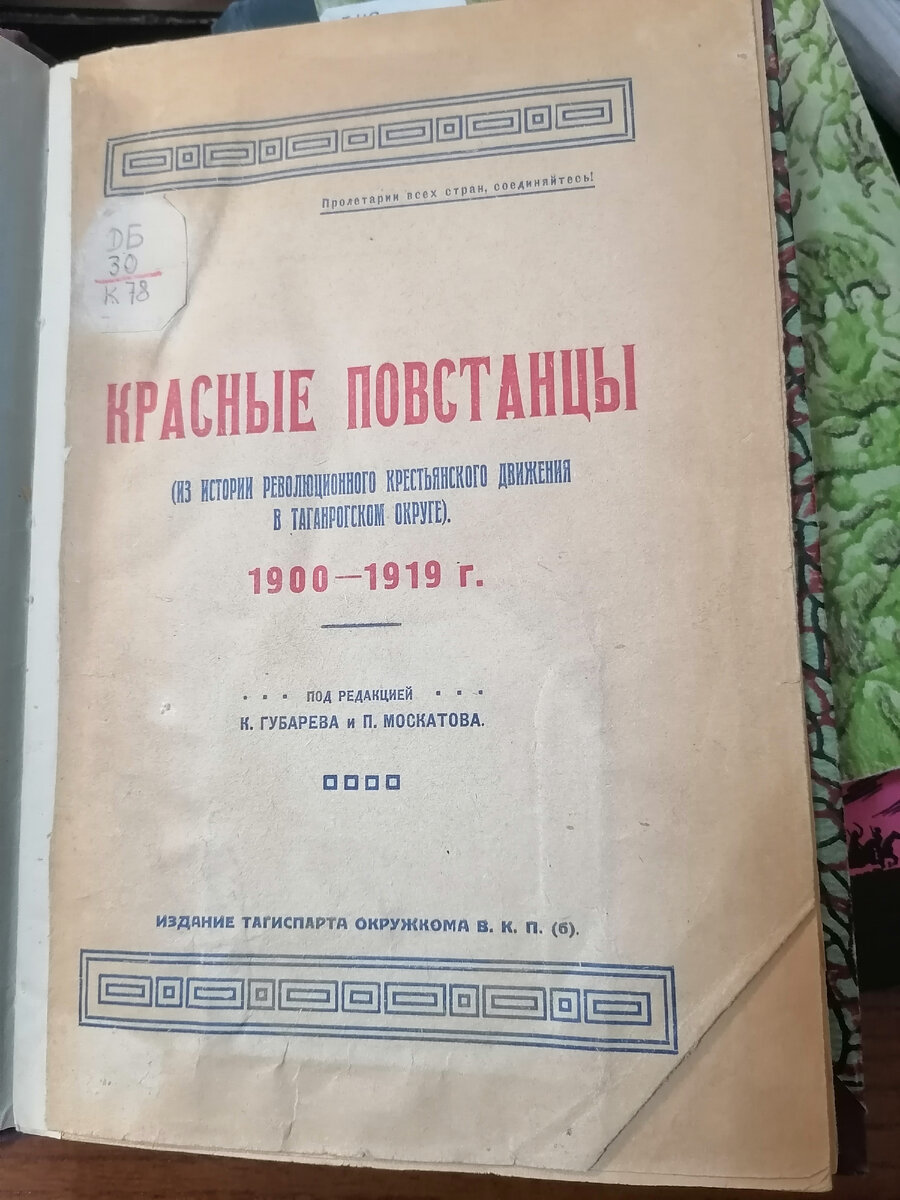 Пролетарии всех стран, соединяйтесь!
ДБ
30
К 78
КРАСНЫЕ ПОВСТАНЦЫ
(ИЗ ИСТОРИИ РЕВОЛЮЦИОННОГО КРЕСТЬЯНСКОГО ДВИЖЕНИЯ
В ТАГАНРОГСКОМ ОКРУГЕ).
1900—1919 г.
ПОД РЕДАКЦИЕЙ
К. ГУБАРЕВА и П. МОСКАТОВА.
ИЗДАНИЕ ТАГИСПАРТА ОКРУЖКОМА В. К. П. (б).